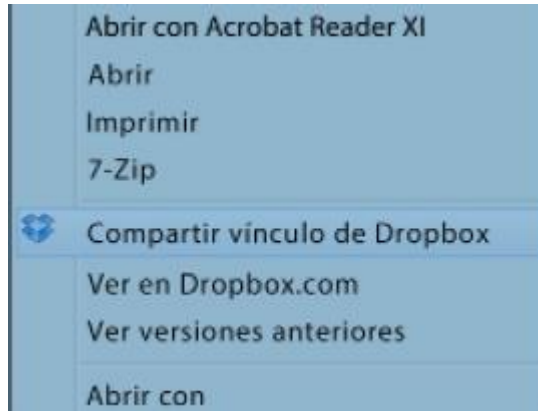 Abrir con Acrobat Reader XI
Abrir
Imprimir
7-Zip
Compartir vínculo de Dropbox
Ver en Dropbox.com
Ver versiones anteriores
Abrir con